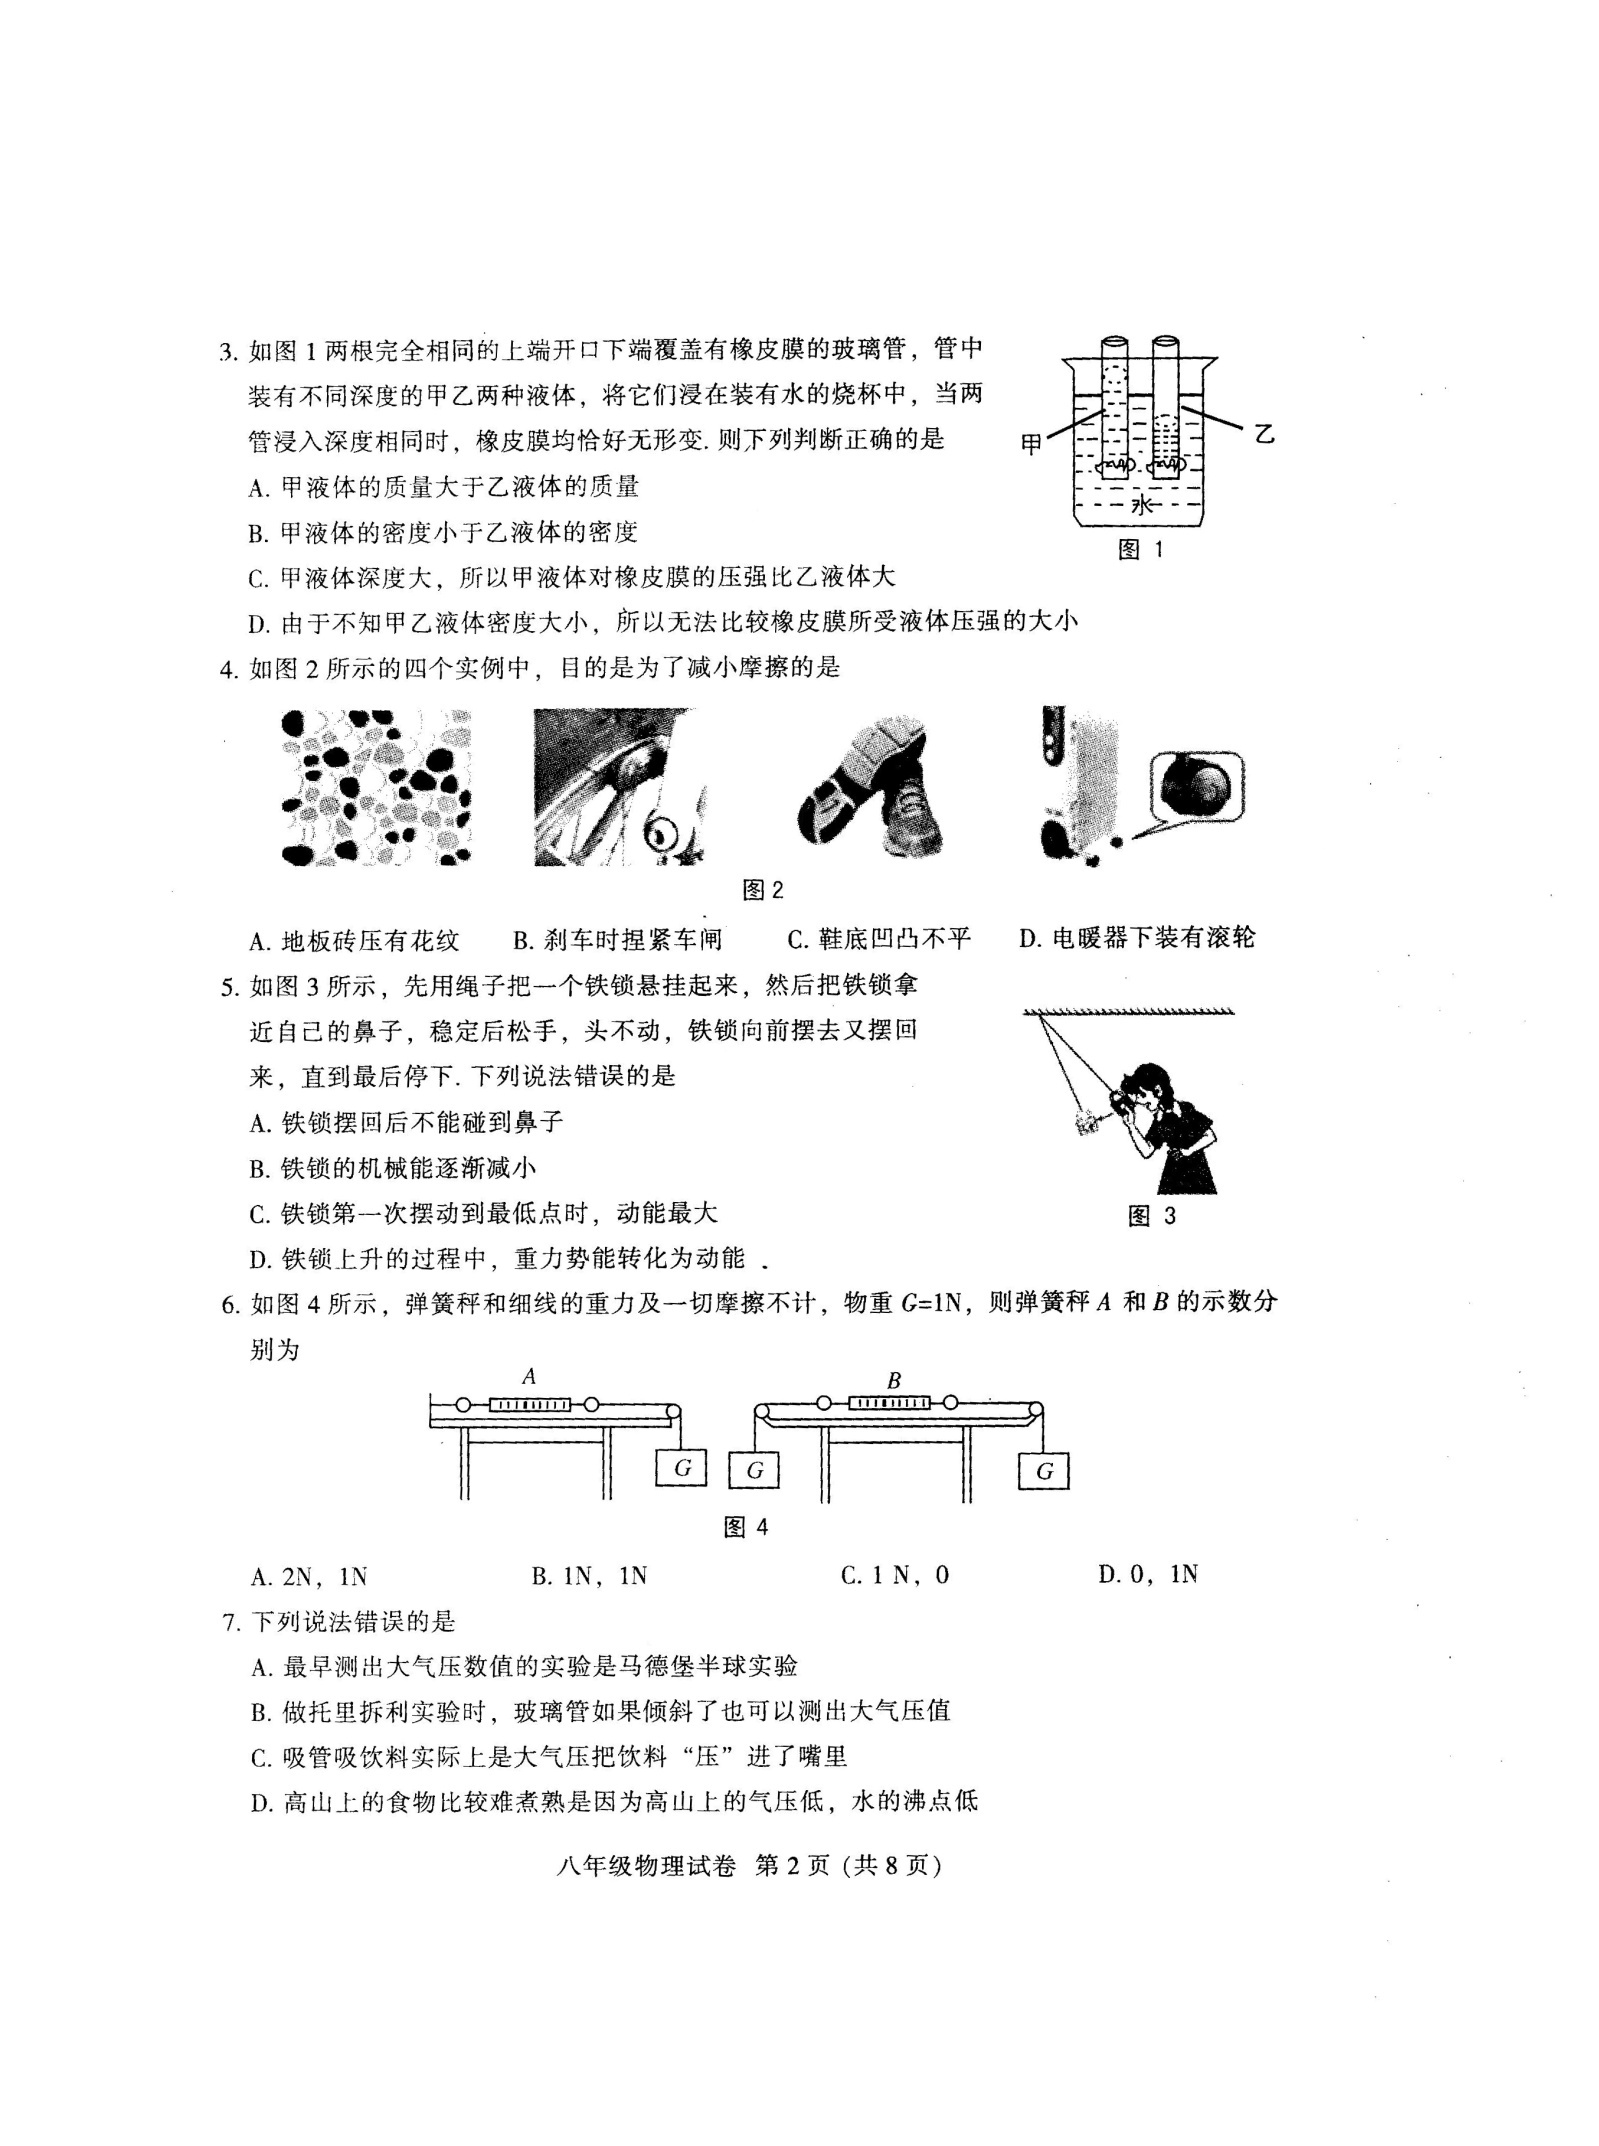 3. 如图 1 两根完全相同的上端开口下端覆盖有橡皮膜的玻璃管，管中
装有不同深度的甲乙两种液体，将它们浸在装有水的烧杯中，当两
管浸入深度相同时，橡皮膜均恰好无形变. 则下列判断正确的是
甲
乙
水
图 1
A. 甲液体的质量大于乙液体的质量
B. 甲液体的密度小于乙液体的密度
C. 甲液体深度大，所以甲液体对橡皮膜的压强比乙液体大
D. 由于不知甲乙液体密度大小，所以无法比较橡皮膜所受液体压强的大小
4. 如图 2 所示的四个实例中，目的是为了减小摩擦的是
图 2
A. 地板砖压有花纹 B. 刹车时捏紧车闸 C. 鞋底凹凸不平 D. 电暖器下装有滚轮
5. 如图 3 所示，先用绳子把一个铁锁悬挂起来，然后把铁锁拿
近自己的鼻子，稳定后松手，头不动，铁锁向前摆去又摆回
来，直到最后停下. 下列说法错误的是
A. 铁锁摆回后不能碰到鼻子
B. 铁锁的机械能逐渐减小
C. 铁锁第一次摆动到最低点时，动能最大
D. 铁锁上升的过程中，重力势能转化为动能 .
图 3
6. 如图 4 所示，弹簧秤和细线的重力及一切摩擦不计，物重 G=1N，则弹簧秤 A 和 B 的示数分
别为
A
B
G
G
G
图 4
A. 2N，1N B. 1N，1N C. 1 N，0 D. 0，1N
7. 下列说法错误的是
A. 最早测出大气压数值的实验是马德堡半球实验
B. 做托里拆利实验时，玻璃管如果倾斜了也可以测出大气压值
C. 吸管吸饮料实际上是大气压把饮料“压”进了嘴里
D. 高山上的食物比较难煮熟是因为高山上的气压低，水的沸点低
八年级物理试卷 第 2 页 (共 8 页)